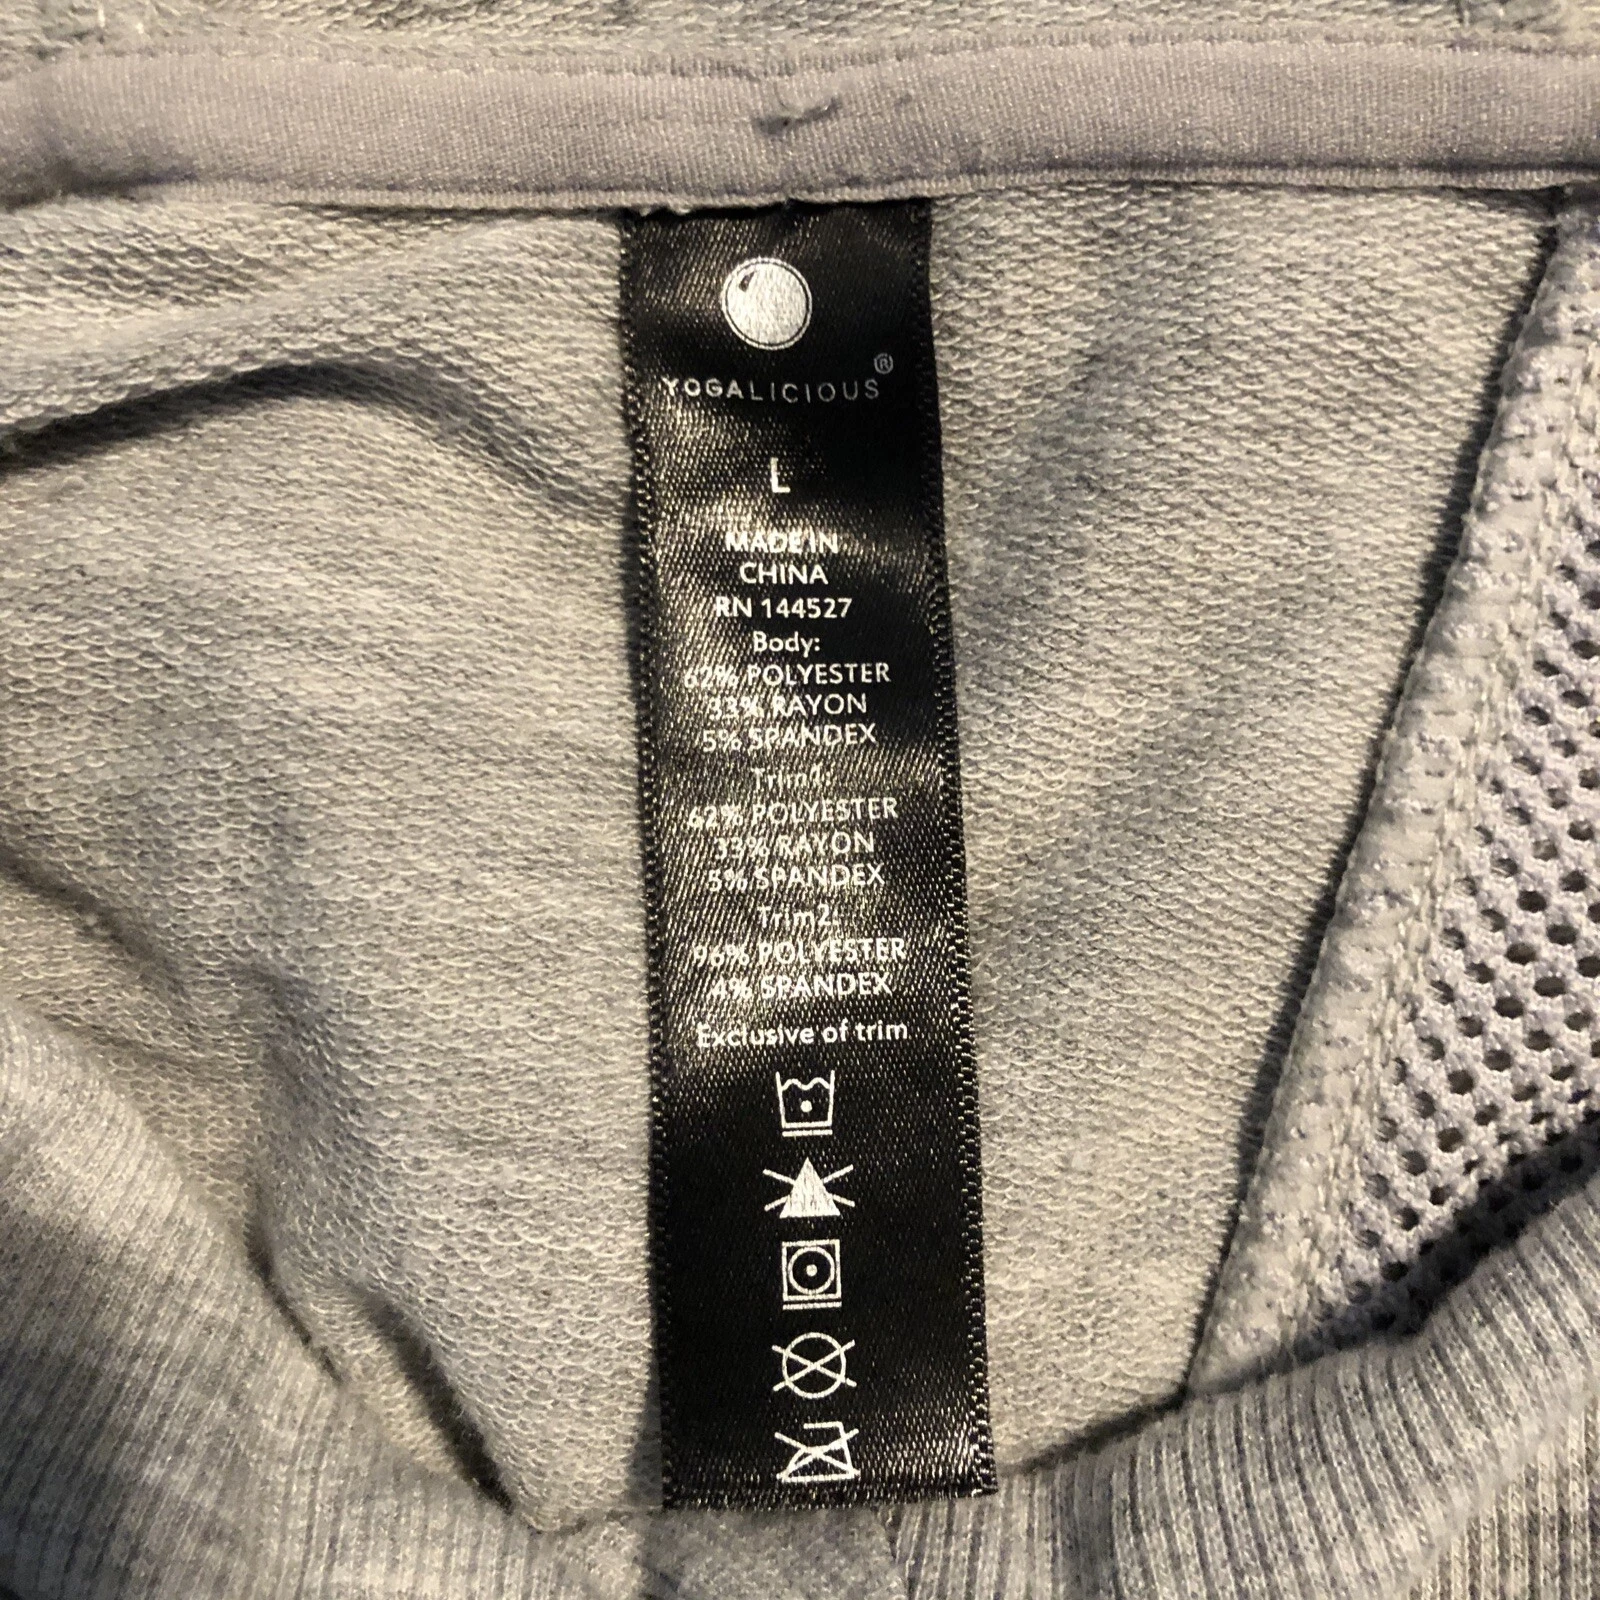 YOGALICIOUS®
L
MADE IN
CHINA
RN 144527
Body:
62% POLYESTER
33% RAYON
5% SPANDEX
Trim1:
62% POLYESTER
33% RAYON
5% SPANDEX
Trim2:
96% POLYESTER
4% SPANDEX
Exclusive of trim